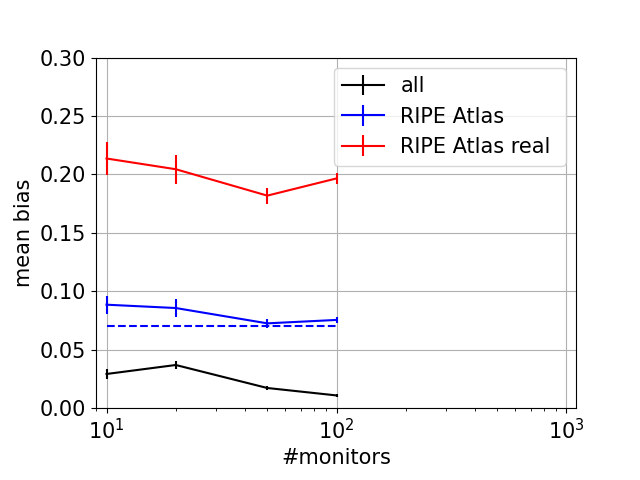 0.30
0.25
0.20
0.15
0.10
0.05
0.00
mean bias
all
RIPE Atlas
RIPE Atlas real
10¹
10²
10³
#monitors